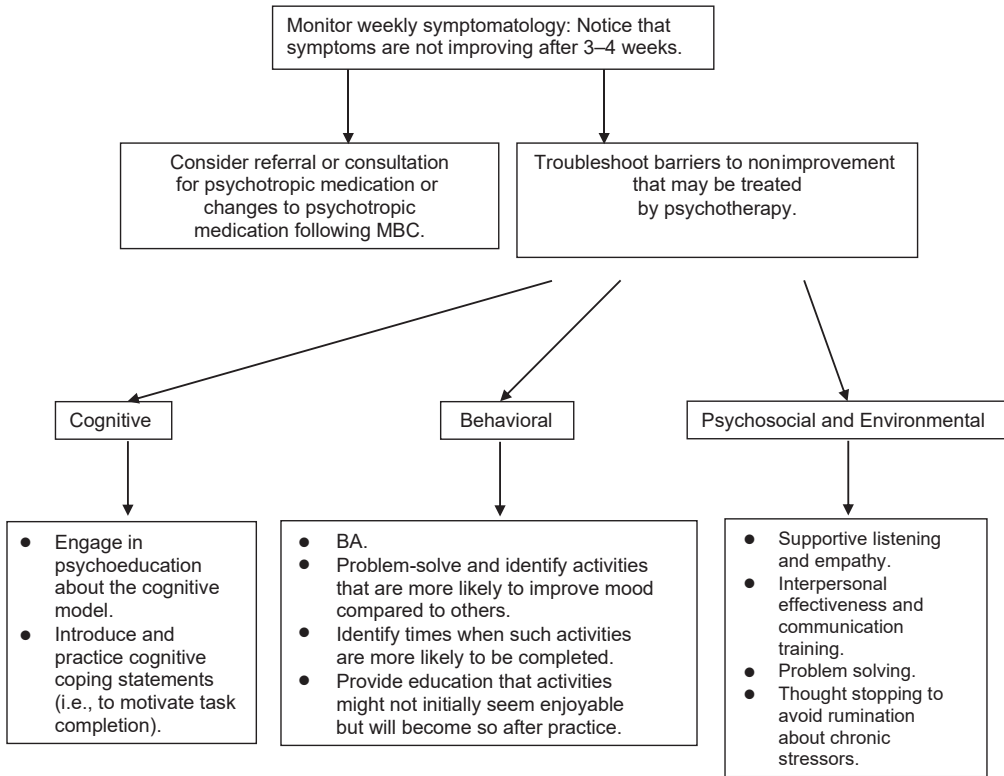 Monitor weekly symptomatology: Notice that
symptoms are not improving after 3–4 weeks.
Consider referral or consultation
for psychotropic medication or
changes to psychotropic
medication following MBC.
Troubleshoot barriers to nonimprovement
that may be treated
by psychotherapy.
Cognitive
Behavioral
Psychosocial and Environmental
● Engage in
psychoeducation
about the cognitive
model.
● Introduce and
practice cognitive
coping statements
(i.e., to motivate task
completion).
● BA.
● Problem-solve and identify activities
that are more likely to improve mood
compared to others.
● Identify times when such activities
are more likely to be completed.
● Provide education that activities
might not initially seem enjoyable
but will become so after practice.
● Supportive listening
and empathy.
● Interpersonal
effectiveness and
communication
training.
● Problem solving.
● Thought stopping to
avoid rumination
about chronic
stressors.